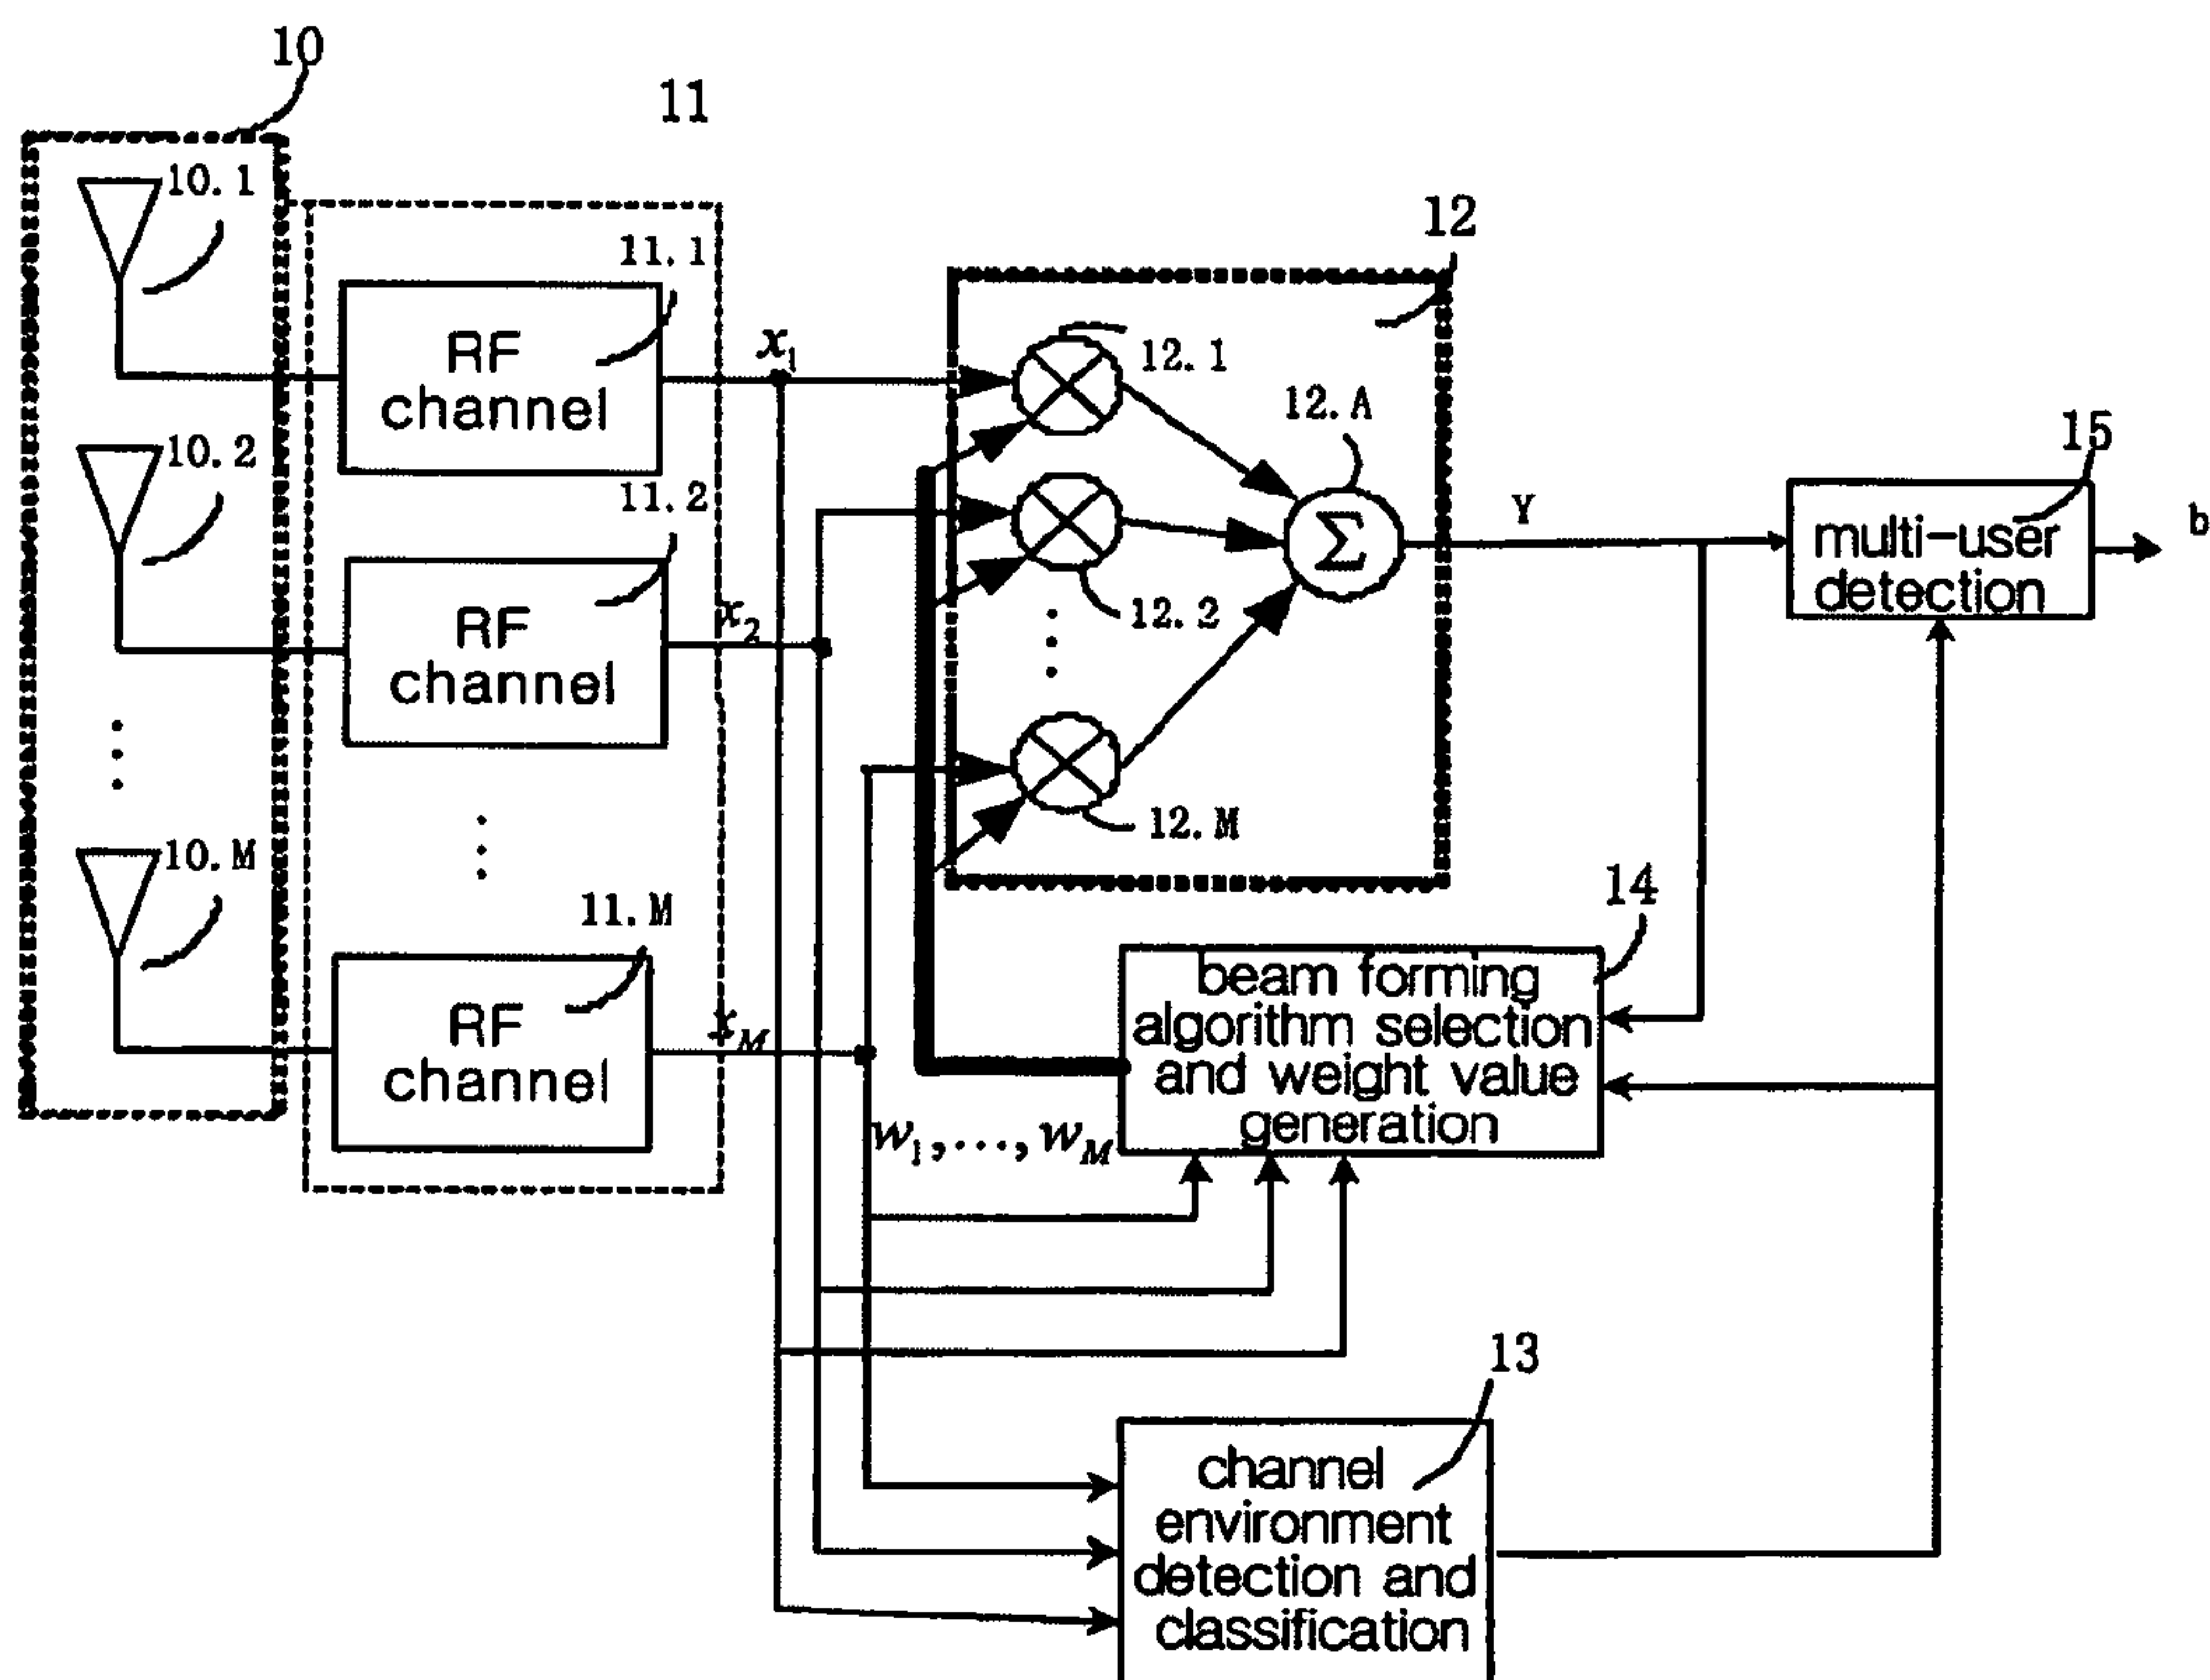 10
11
10.1
11.1
RF
channel
x₁
12
12.1
12.A
10.2
11.2
RF
channel
x₂
12.2
Σ
Y
15
multi-user
detection
b
10.M
11.M
RF
channel
x_M
12.M
14
beam forming
algorithm selection
and weight value
generation
w₁,...,w_M
13
channel
environment
detection and
classification